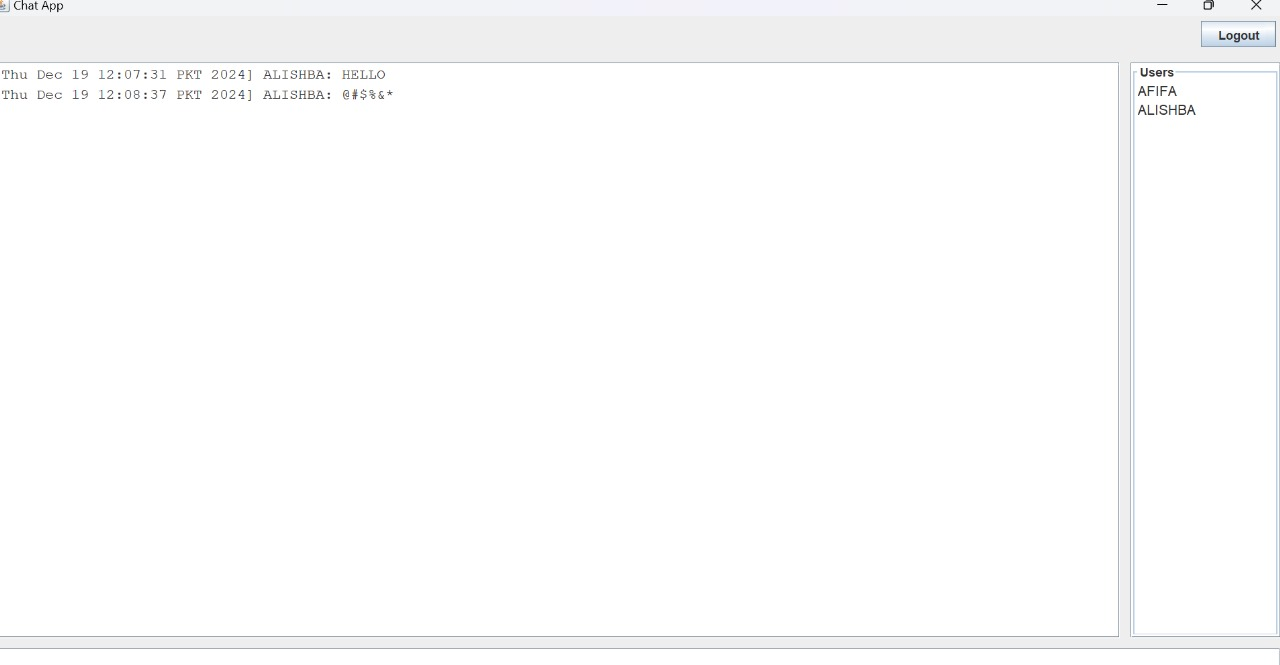 Chat App
Logout
Thu Dec 19 12:07:31 PKT 2024] ALISHBA: HELLO
Thu Dec 19 12:08:37 PKT 2024] ALISHBA: @#$%&*
Users
AFIFA
ALISHBA